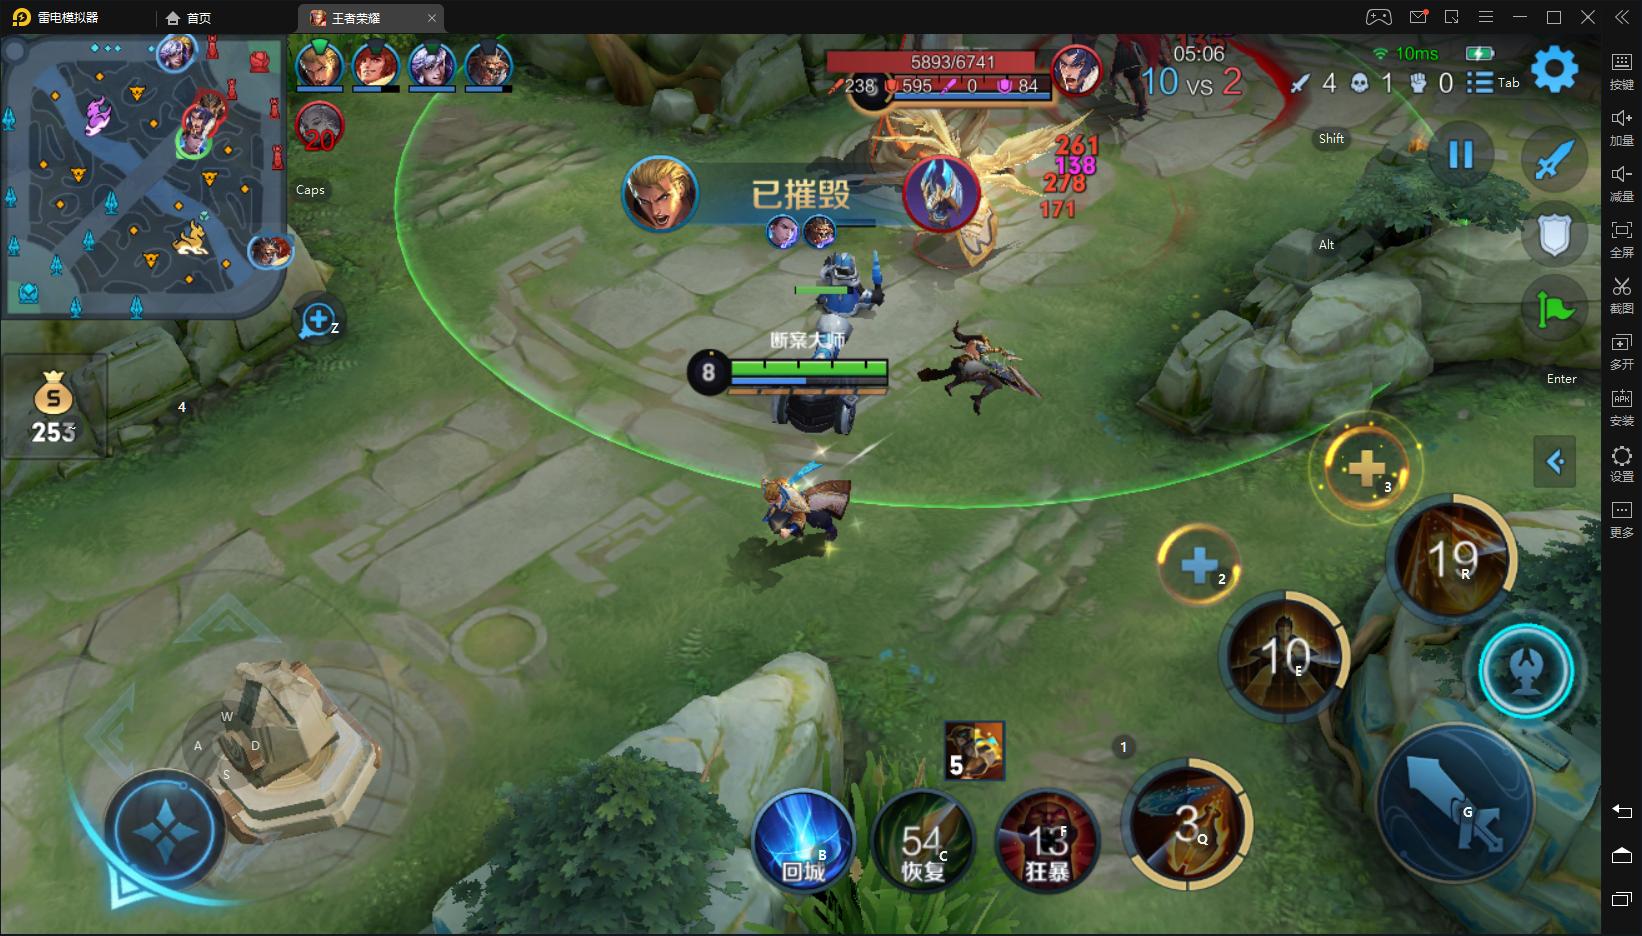 雷电模拟器
首页
王者荣耀
5893/6741
238 595 0 84
05:06
10 VS 2
10ms
4 1 0
Tab
20
Caps
Shift
Alt
Enter
已摧毁
261
138
278
171
Z
断案大师
8
253
4
3
2
19
R
10
E
G
W
A
D
S
5
1
3
Q
B
回城
54
C
恢复
13
F
狂暴
按键
加量
减量
全屏
截图
多开
安装
设置
更多